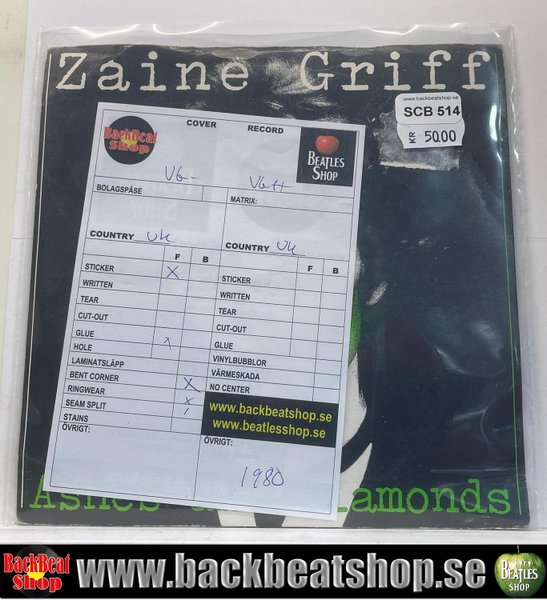 Zaine Griff
www.backbeatshop.se
SCB 514
KR 50.00
BackBeat
Shop
COVER RECORD
BEATLES
SHOP
VG- VG++
BOLAGSPÅSE MATRIX:
COUNTRY UK COUNTRY UK
F B F B
STICKER X STICKER
WRITTEN WRITTEN
TEAR TEAR
CUT-OUT CUT-OUT
GLUE GLUE
HOLE x VINYLBUBBLOR
LAMINATSLÄPP VÄRMESKADA
BENT CORNER X NO CENTER
RINGWEAR x
SEAM SPLIT
STAINS
www.backbeatshop.se
www.beatlesshop.se
ÖVRIGT: ÖVRIGT:
1980
Ashes amonds
BackBeat
Shop
www.backbeatshop.se
BEATLES
SHOP